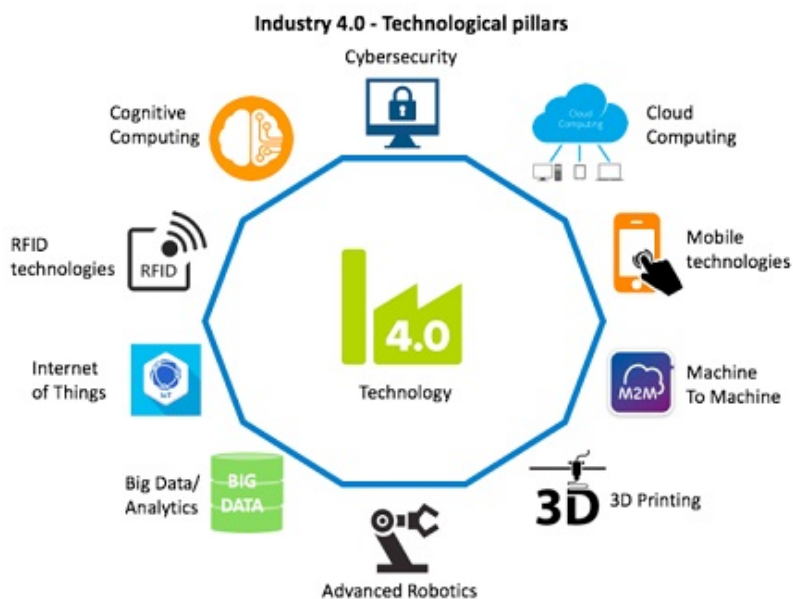 Industry 4.0 - Technological pillars
Cybersecurity
Cognitive
Computing
Cloud
Computing
Cloud
Computing
RFID
technologies
RFID
Mobile
technologies
4.0
Technology
Internet
of Things
IoT
M2M
Machine
To Machine
Big Data/
Analytics
BIG
DATA
3D
3D Printing
Advanced Robotics